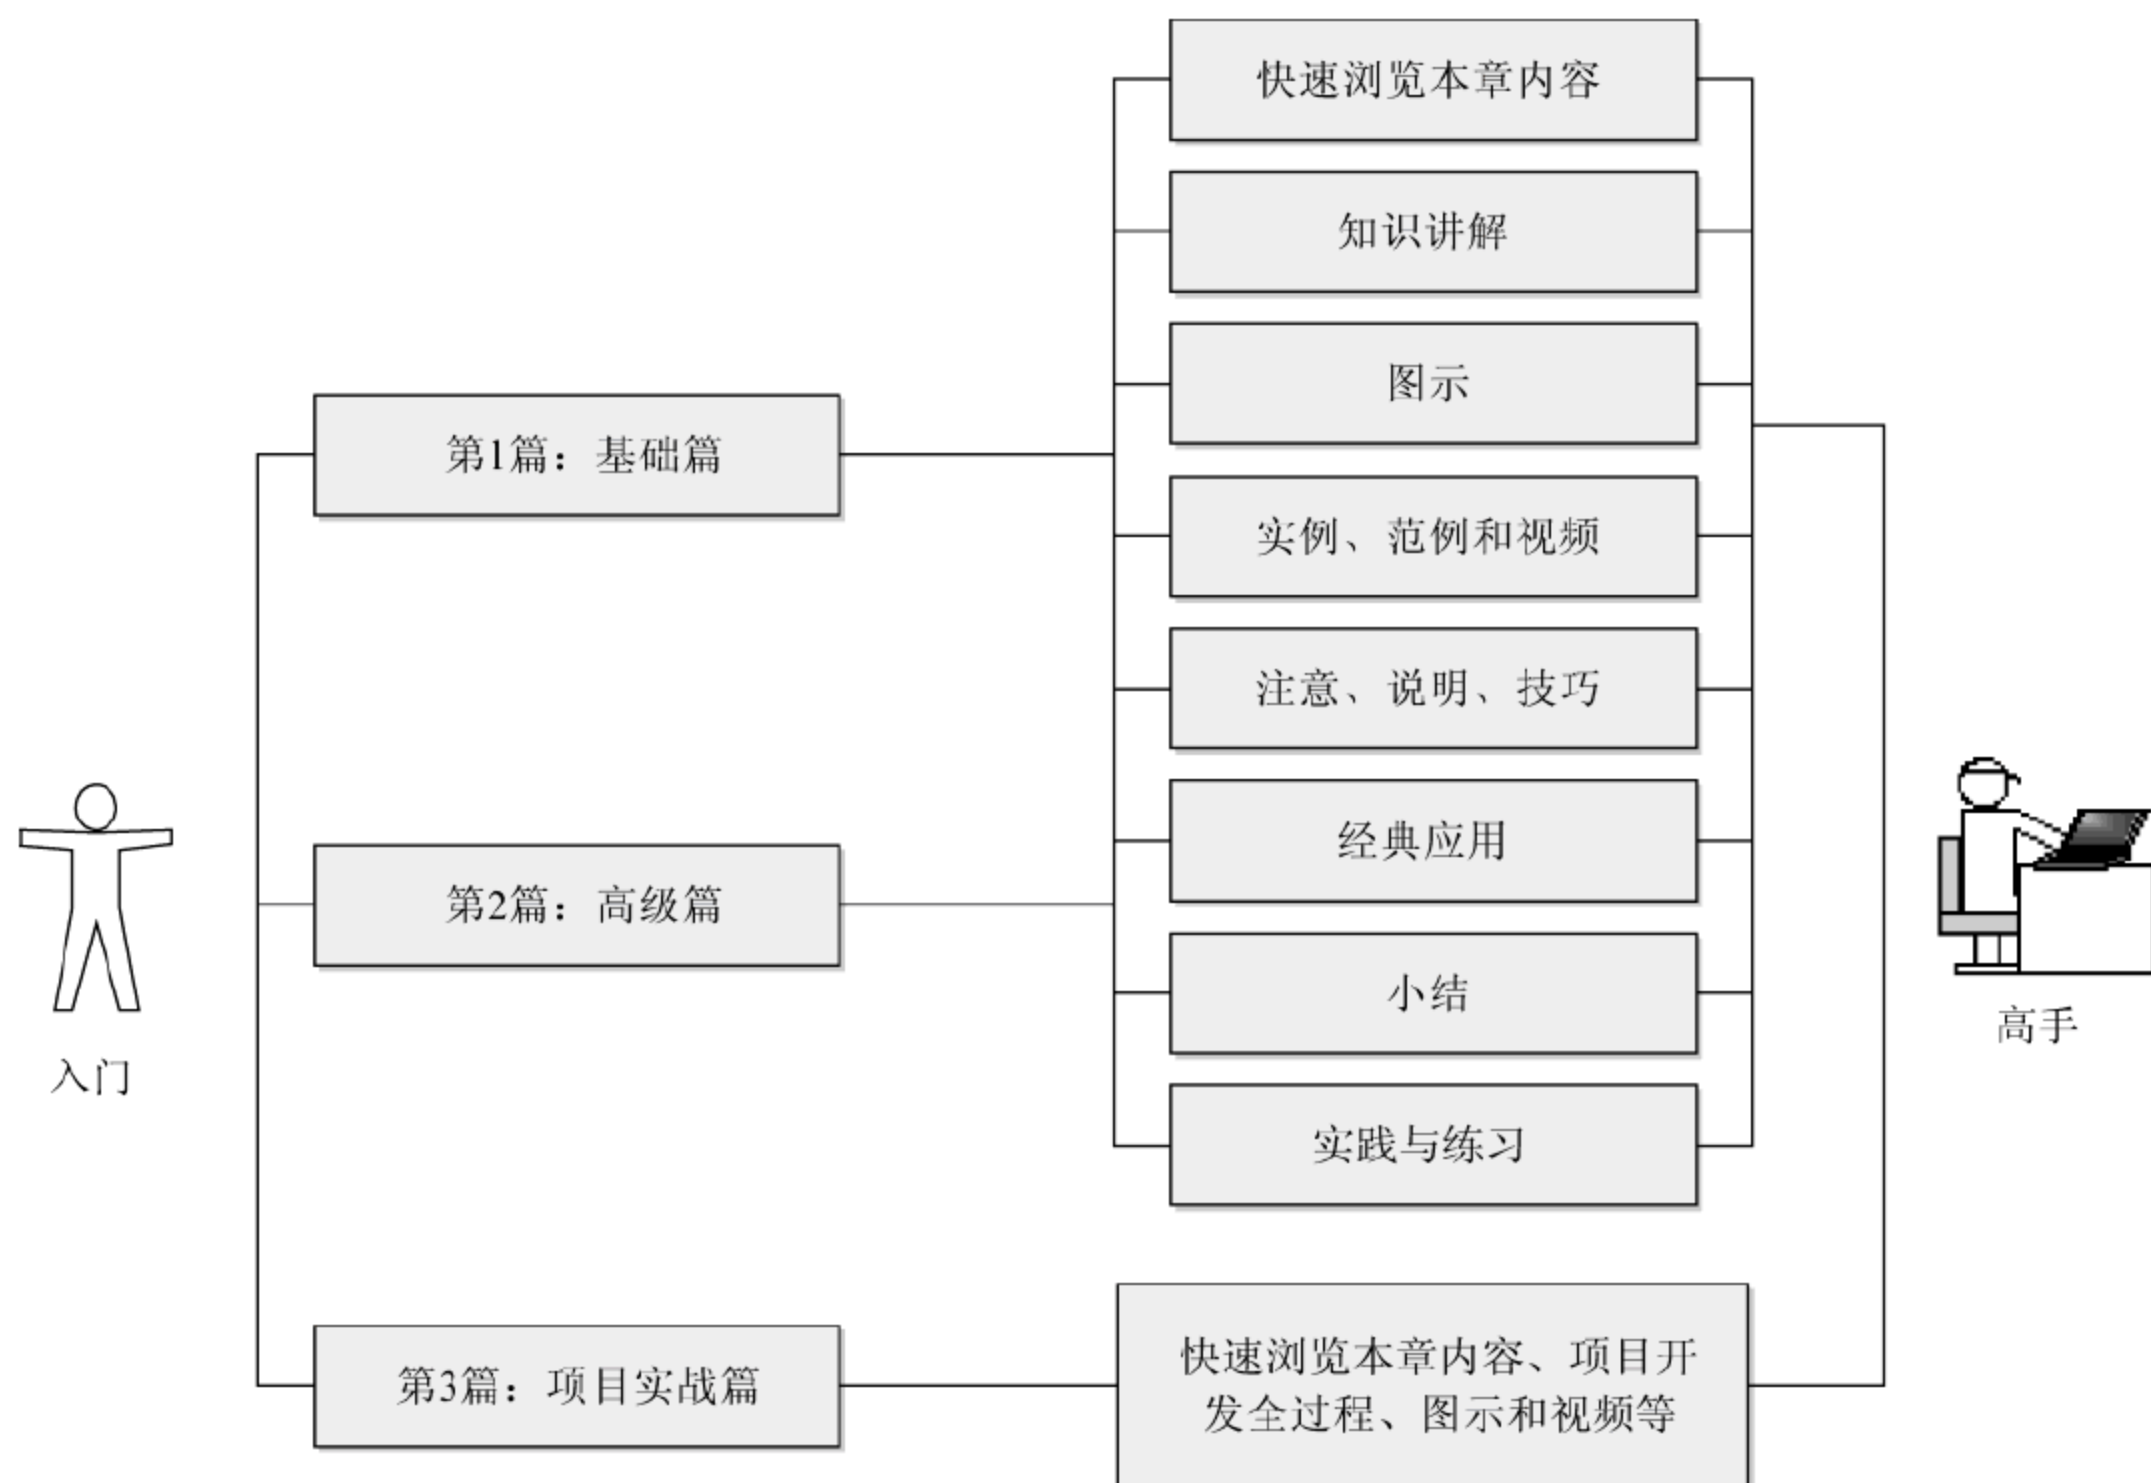 快速浏览本章内容
知识讲解
图示
第1篇：基础篇
实例、范例和视频
注意、说明、技巧
经典应用
第2篇：高级篇
小结
高手
入门
实践与练习
第3篇：项目实战篇
快速浏览本章内容、项目开
发全过程、图示和视频等